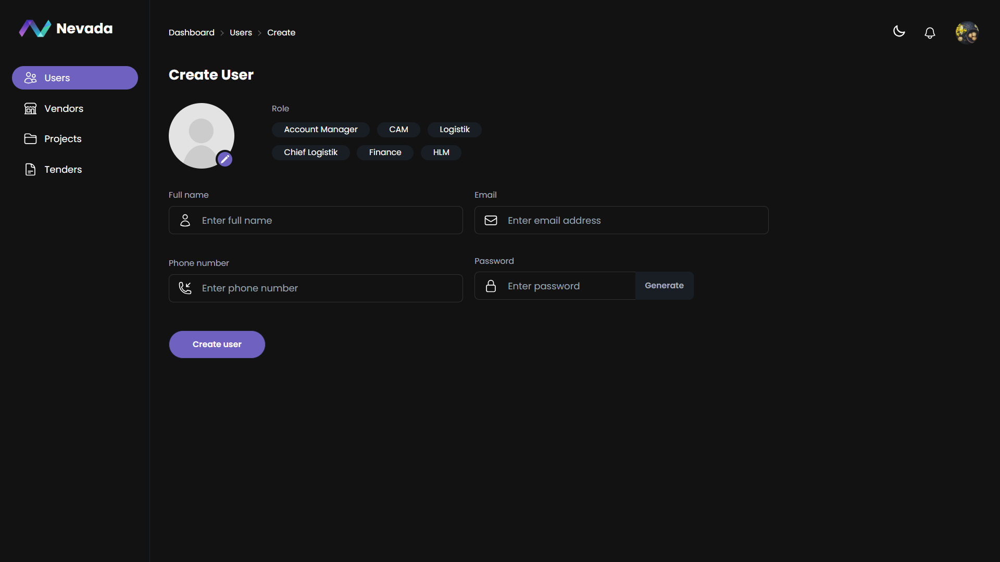 Nevada
Dashboard > Users > Create
Users
Vendors
Projects
Tenders
Create User
Role
Account Manager CAM Logistik
Chief Logistik Finance HLM
Full name Email
Enter full name Enter email address
Phone number Password
Enter phone number Enter password Generate
Create user